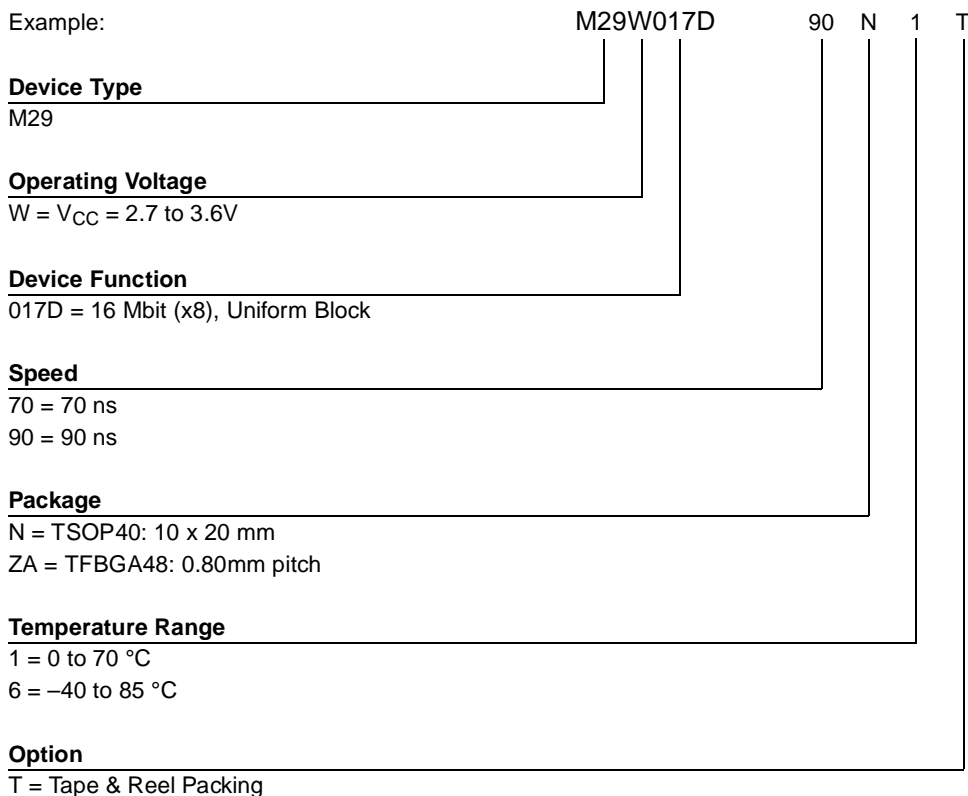 Example: M29W017D 90 N 1 T
Device Type
M29
Operating Voltage
W = VCC = 2.7 to 3.6V
Device Function
017D = 16 Mbit (x8), Uniform Block
Speed
70 = 70 ns
90 = 90 ns
Package
N = TSOP40: 10 x 20 mm
ZA = TFBGA48: 0.80mm pitch
Temperature Range
1 = 0 to 70 °C
6 = –40 to 85 °C
Option
T = Tape & Reel Packing